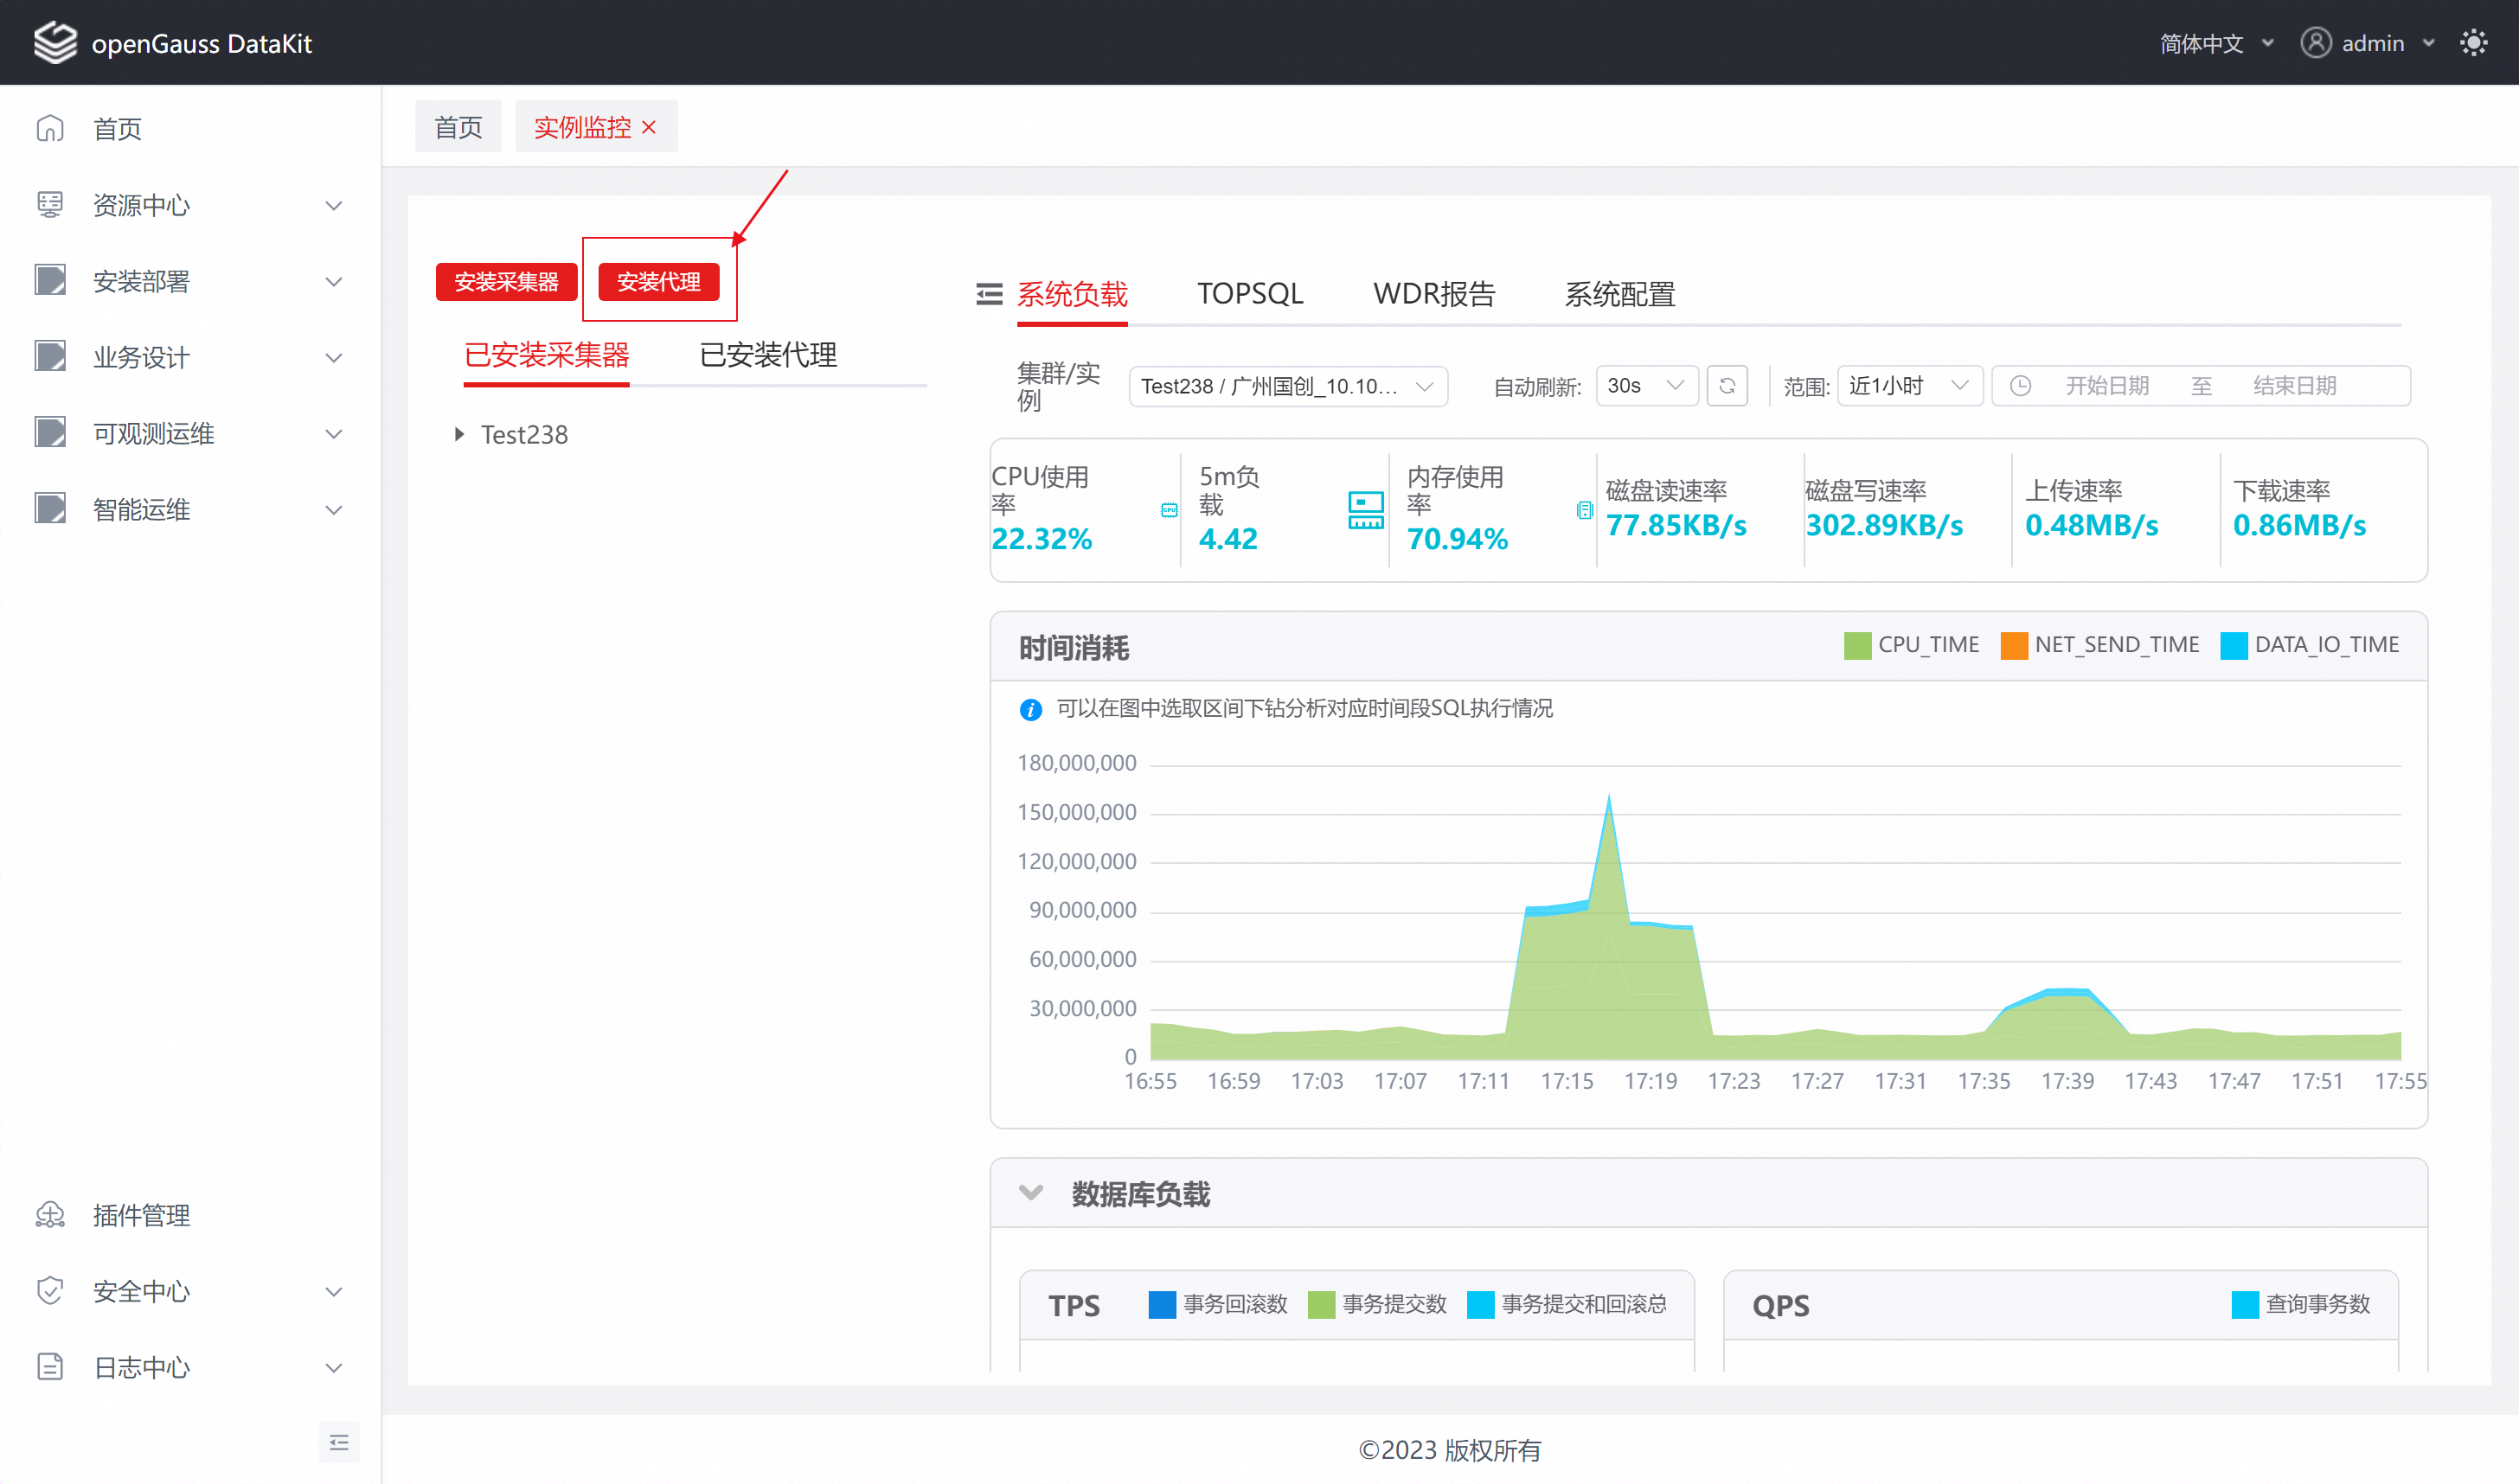 openGauss DataKit
简体中文
admin
首页
资源中心
安装部署
业务设计
可观测运维
智能运维
插件管理
安全中心
日志中心
首页
实例监控
安装采集器
安装代理
已安装采集器
已安装代理
Test238
系统负载
TOPSQL
WDR报告
系统配置
集群/实
例
Test238 / 广州国创_10.10...
自动刷新:
30s
范围:
近1小时
开始日期
至
结束日期
CPU使用
率
22.32%
CPU
5m负
载
4.42
内存使用
率
70.94%
磁盘读速率
77.85KB/s
磁盘写速率
302.89KB/s
上传速率
0.48MB/s
下载速率
0.86MB/s
时间消耗
CPU_TIME
NET_SEND_TIME
DATA_IO_TIME
可以在图中选取区间下钻分析对应时间段SQL执行情况
180,000,000
150,000,000
120,000,000
90,000,000
60,000,000
30,000,000
0
16:55 16:59 17:03 17:07 17:11 17:15 17:19 17:23 17:27 17:31 17:35 17:39 17:43 17:47 17:51 17:55
数据库负载
TPS
事务回滚数
事务提交数
事务提交和回滚总
QPS
查询事务数
©2023 版权所有